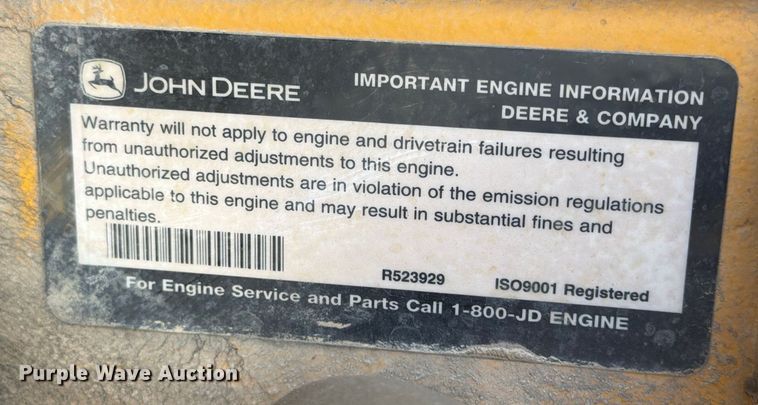 JOHN DEERE
IMPORTANT ENGINE INFORMATION
DEERE & COMPANY
Warranty will not apply to engine and drivetrain failures resulting
from unauthorized adjustments to this engine.
Unauthorized adjustments are in violation of the emission regulations
applicable to this engine and may result in substantial fines and
penalties.
R523929
ISO9001 Registered
For Engine Service and Parts Call 1-800-JD ENGINE
Purple Wave Auction